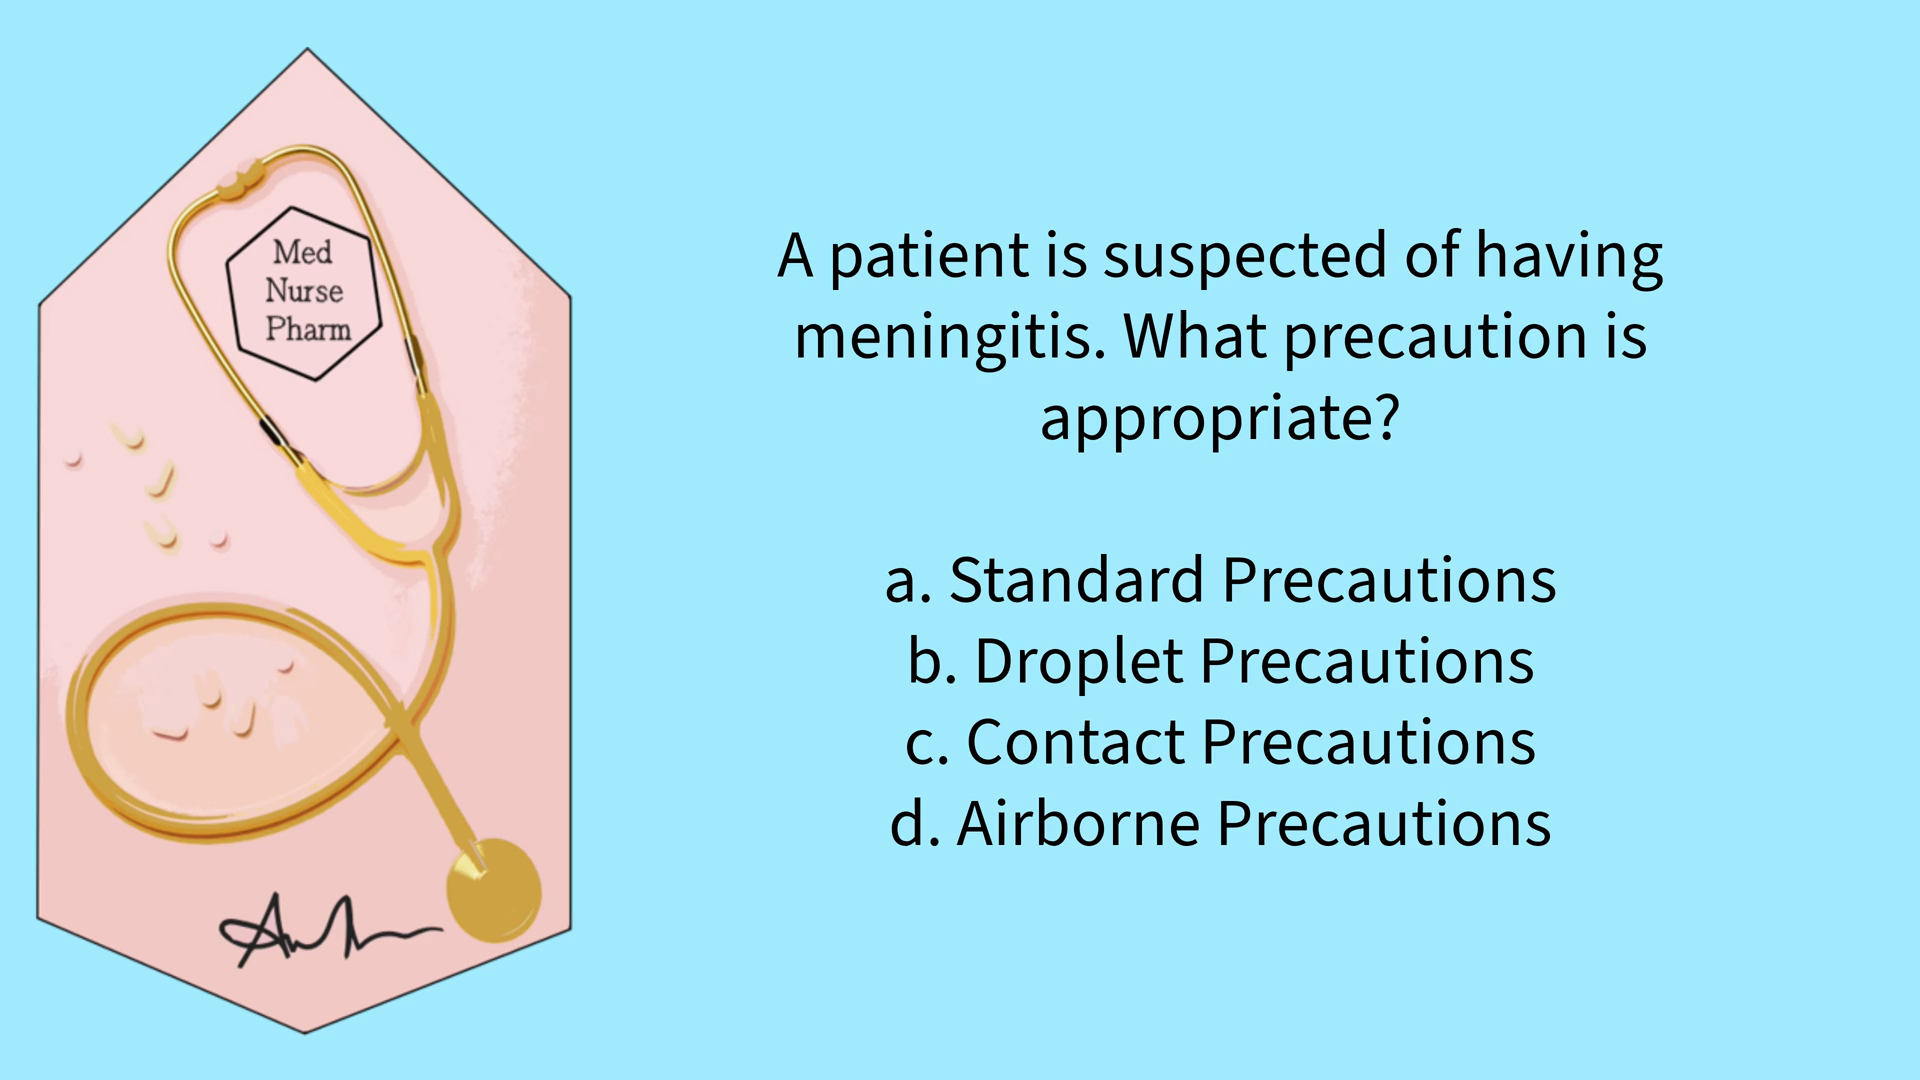 Med
Nurse
Pharm
A patient is suspected of having
meningitis. What precaution is
appropriate?
a. Standard Precautions
b. Droplet Precautions
c. Contact Precautions
d. Airborne Precautions